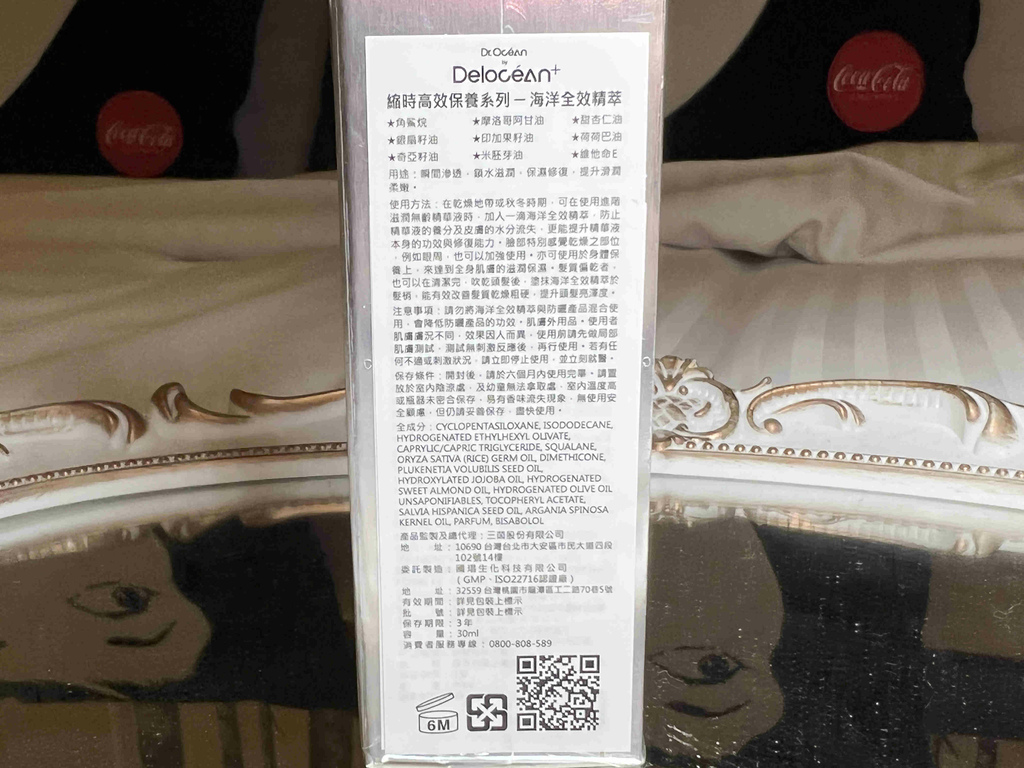 Dr.Océan
by
Delocéan+
縮時高效保養系列－海洋全效精萃
★角鯊烷 ★摩洛哥阿甘油 ★甜杏仁油
★銀扇籽油 ★印加果籽油 ★荷荷巴油
★奇亞籽油 ★米胚芽油 ★維他命E
用途：瞬間滲透，鎖水滋潤，保濕修復，提升滑潤
柔嫩。
使用方法：在乾燥地帶或秋冬時期，可在使用進階
滋潤無齡精華液時，加入一滴海洋全效精萃，防止
精華液的養分及皮膚的水分流失，更能提升精華液
本身的功效與修復能力。臉部特別感覺乾燥之部位
，例如眼周，也可以加強使用。亦可使用於身體保
養上，來達到全身肌膚的滋潤保濕。髮質偏乾者，
也可以在清潔完，吹乾頭髮後，塗抹海洋全效精萃於
髮梢，能有效改善髮質乾燥粗硬，提升頭髮亮澤度。
注意事項：請勿將海洋全效精萃與防曬產品混合使
用，會降低防曬產品的功效。肌膚外用品。使用者
肌膚膚況不同，效果因人而異，使用前請先做局部
肌膚測試，測試無刺激反應後，再行使用。若有任
何不適或刺激狀況，請立即停止使用，並立刻就醫。
保存條件：開封後，請於六個月內使用完畢。請置
放於室內陰涼處，及幼童無法拿取處，室內溫度高
或瓶器未密合保存，易有香味流失現象，無使用安
全顧慮，但仍請妥善保存，盡快使用。
全成分：CYCLOPENTASILOXANE, ISODODECANE,
HYDROGENATED ETHYLHEXYL OLIVATE,
CAPRYLIC/CAPRIC TRIGLYCERIDE, SQUALANE,
ORYZA SATIVA (RICE) GERM OIL, DIMETHICONE,
PLUKENETIA VOLUBILIS SEED OIL,
HYDROXYLATED JOJOBA OIL, HYDROGENATED
SWEET ALMOND OIL, HYDROGENATED OLIVE OIL
UNSAPONIFIABLES, TOCOPHERYL ACETATE,
SALVIA HISPANICA SEED OIL, ARGANIA SPINOSA
KERNEL OIL, PARFUM, BISABOLOL
產品監製及總代理：三茵股份有限公司
地 址：10690 台灣台北市大安區市民大道四段
102號14樓
委託製造：國堉生化科技有限公司
（GMP、ISO22716認證廠）
地 址：32559 台灣桃園市龍潭區工二路70巷5號
有效期間：詳見包裝上標示
批 號：詳見包裝上標示
保存期限：3年
容 量：30ml
消費者服務專線：0800-808-589
6M
Coca-Cola
Coca-Cola